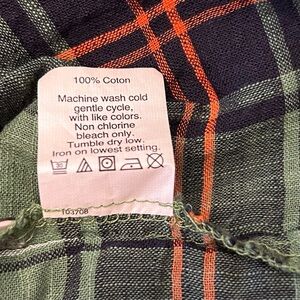 100% Coton
Machine wash cold
gentle cycle,
with like colors.
Non chlorine
bleach only.
Tumble dry low.
Iron on lowest setting.
103708